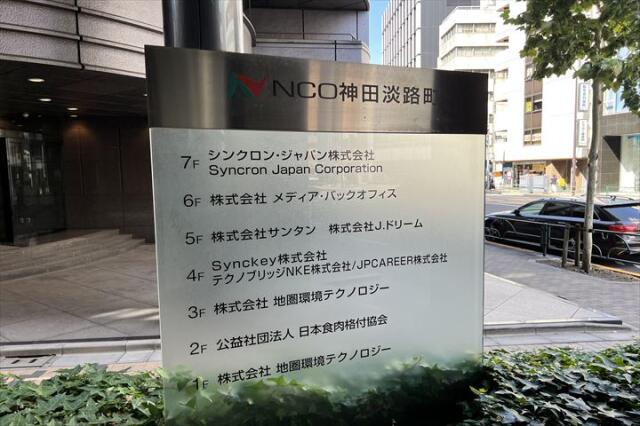 NCO神田淡路町
7F シンクロン・ジャパン株式会社
Syncron Japan Corporation
6F 株式会社 メディア・バックオフィス
5F 株式会社サンタン 株式会社J.ドリーム
4F Synckey株式会社
テクノブリッジNKE株式会社/JPCAREER株式会社
3F 株式会社 地圏環境テクノロジー
2F 公益社団法人 日本食肉格付協会
1F 株式会社 地圏環境テクノロジー